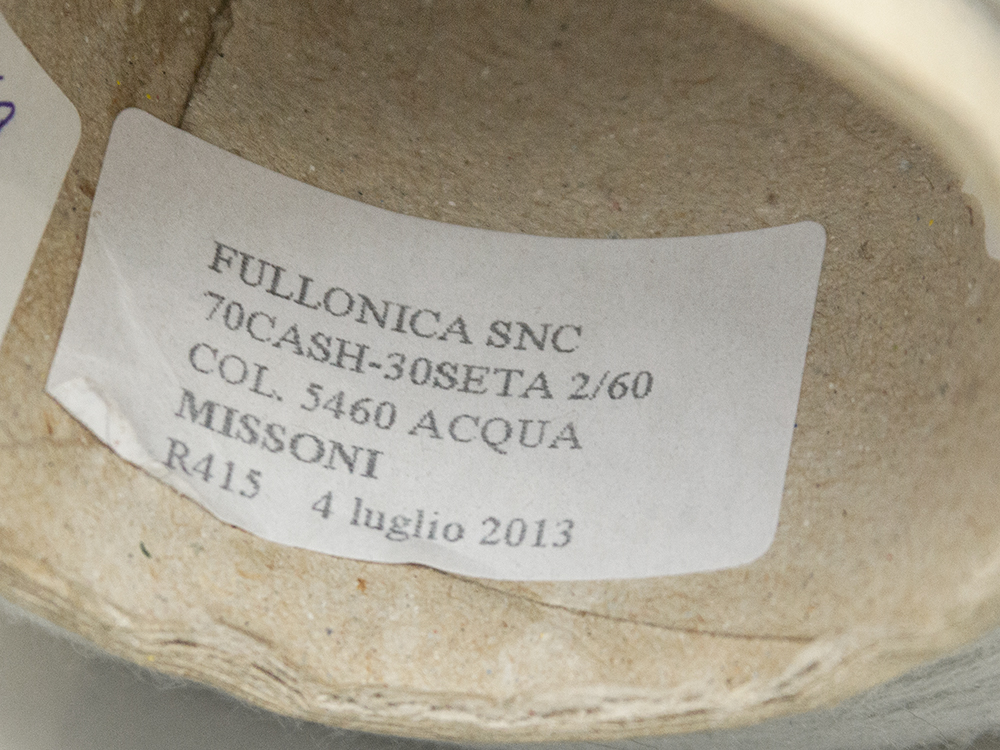 FULLONICA SNC
70CASH-30SETA 2/60
COL. 5460 ACQUA
MISSONI
R415 4 luglio 2013